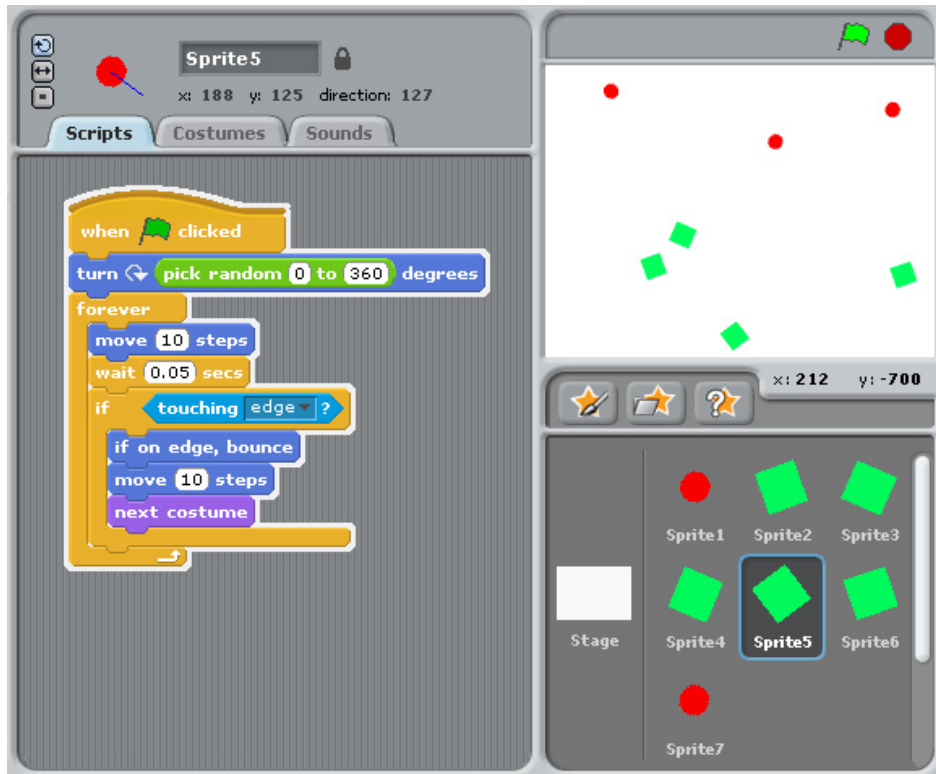 Sprite5
x: 188 y: 125 direction: 127
Scripts Costumes Sounds
when clicked
turn pick random 0 to 360 degrees
forever
move 10 steps
wait 0.05 secs
if touching edge ?
if on edge, bounce
move 10 steps
next costume
x: 212 y: -700
Sprite1 Sprite2 Sprite3
Stage Sprite4 Sprite5 Sprite6
Sprite7